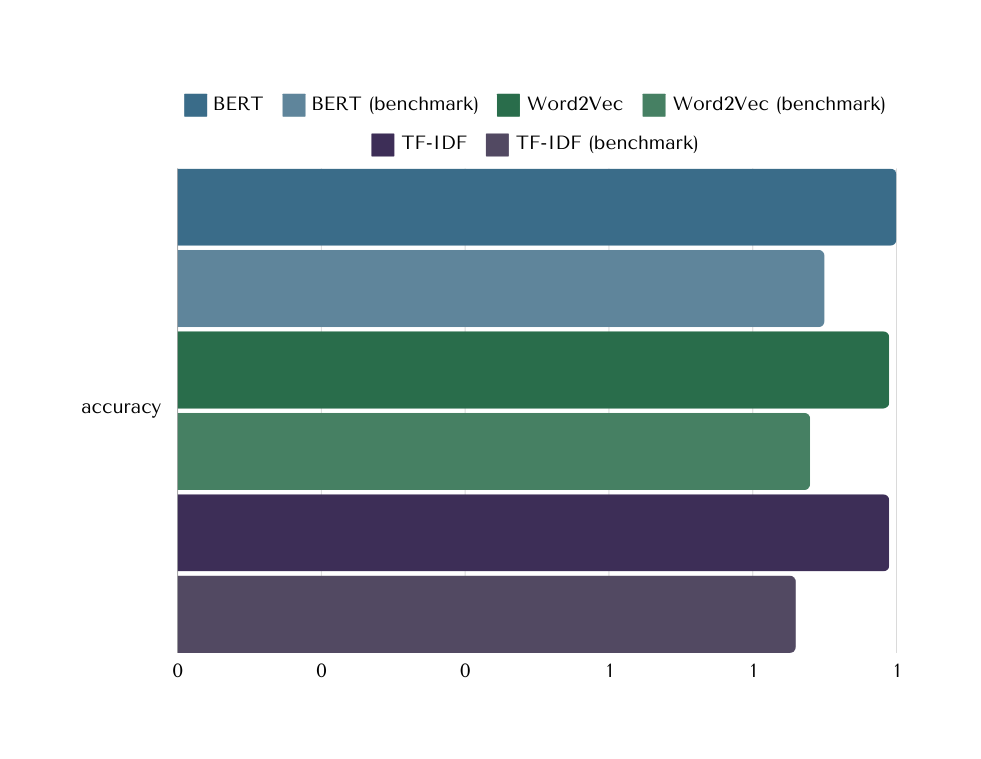 BERT BERT (benchmark) Word2Vec Word2Vec (benchmark)
TF-IDF TF-IDF (benchmark)
accuracy
0 0 0 1 1 1